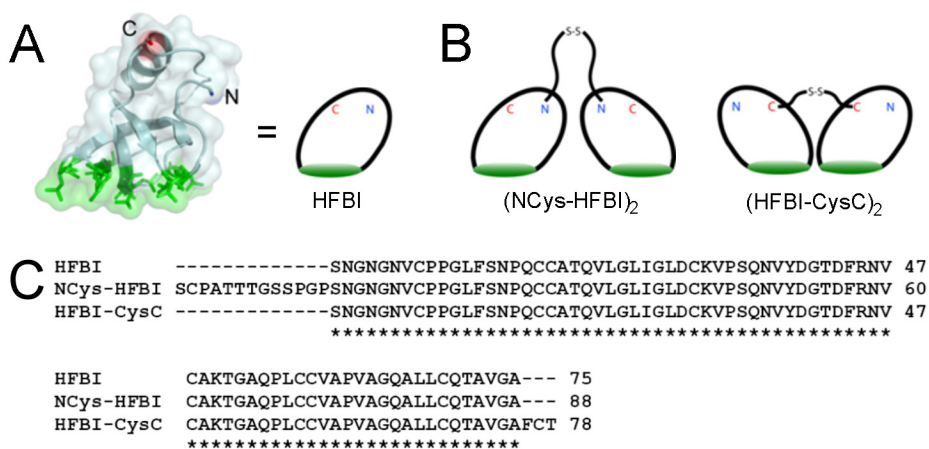 A
B
C
N
=
S-S
C N
N C
S-S
N C
C N
C N
HFBI
(NCys-HFBI)2
(HFBI-CysC)2
C
HFBI -------------SNGNGNVCPPGLFSNPQCCATQVLGLIGLDCKVPSQNVYDGTDFRNV 47
NCys-HFBI SCPATTTGSSPGPSNGNGNVCPPGLFSNPQCCATQVLGLIGLDCKVPSQNVYDGTDFRNV 60
HFBI-CysC -------------SNGNGNVCPPGLFSNPQCCATQVLGLIGLDCKVPSQNVYDGTDFRNV 47
***********************************************
HFBI CAKTGAQPLCCVAPVAGQALLCQTAVGA--- 75
NCys-HFBI CAKTGAQPLCCVAPVAGQALLCQTAVGA--- 88
HFBI-CysC CAKTGAQPLCCVAPVAGQALLCQTAVGAFCT 78
****************************